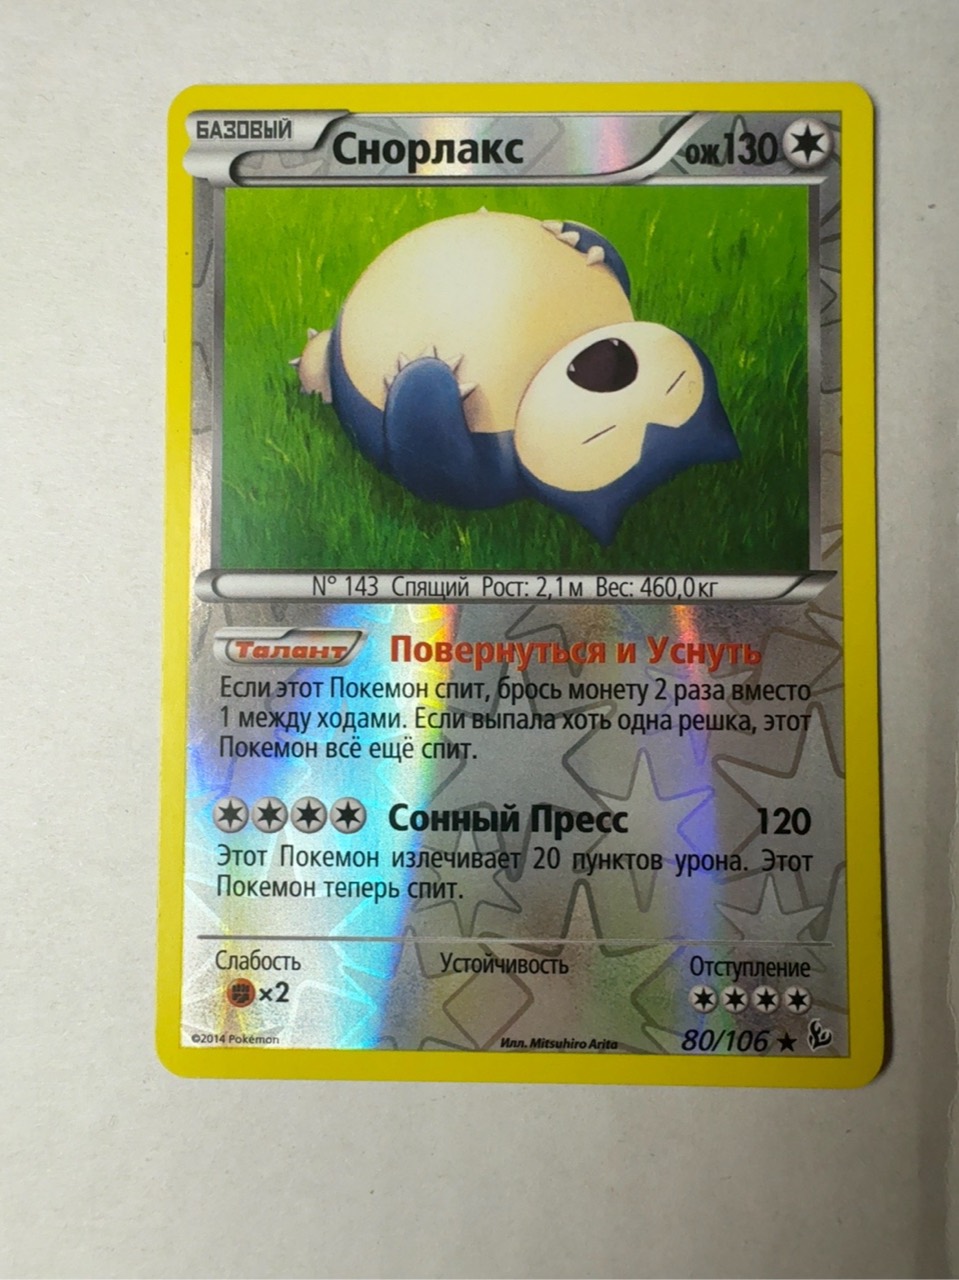 БАЗОВЫЙ
Снорлакс
ОЖ130
N° 143 Спящий Рост: 2,1м Вес: 460,0кг
Талант Повернуться и Уснуть
Если этот Покемон спит, брось монету 2 раза вместо
1 между ходами. Если выпала хоть одна решка, этот
Покемон всё ещё спит.
Сонный Пресс 120
Этот Покемон излечивает 20 пунктов урона. Этот
Покемон теперь спит.
Слабость Устойчивость Отступление
×2
©2014 Pokémon Илл. Mitsuhiro Arita 80/106 ★